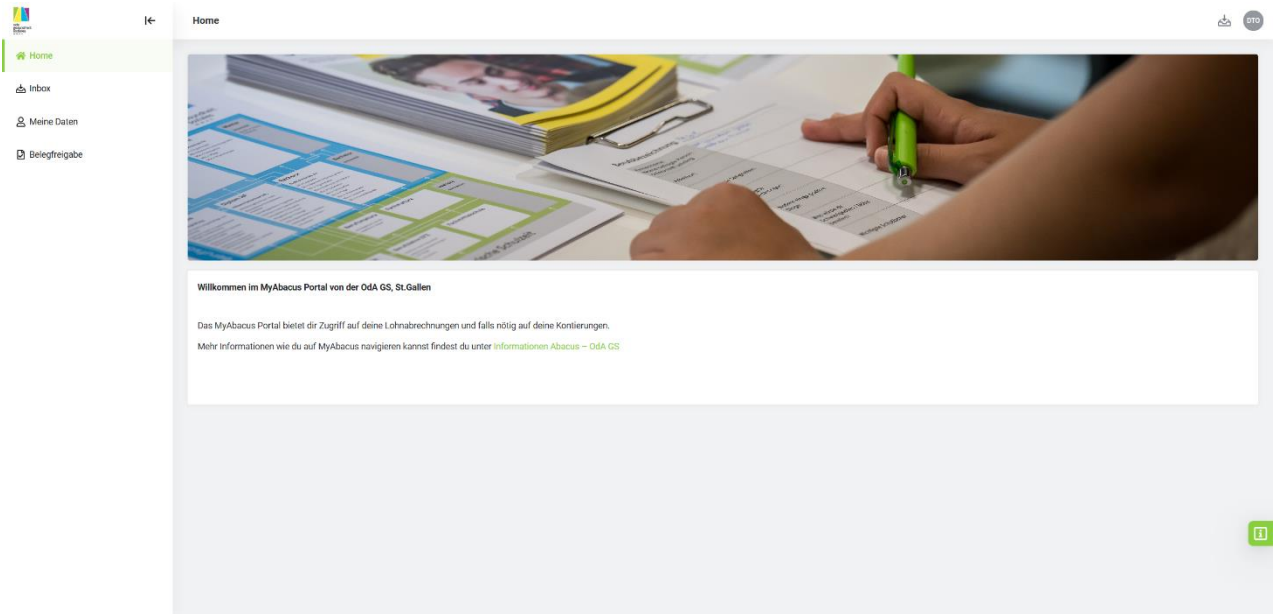 Home
DTO
Home
Inbox
Meine Daten
Belegfreigabe
Willkommen im MyAbacus Portal von der OdA GS, St.Gallen
Das MyAbacus Portal bietet dir Zugriff auf deine Lohnabrechnungen und falls nötig auf deine Kontierungen.
Mehr Informationen wie du auf MyAbacus navigieren kannst findest du unter Informationen Abacus – OdA GS